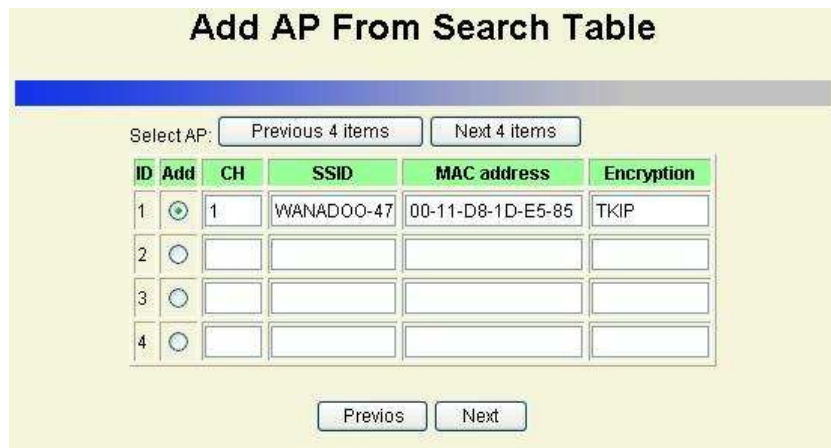 Add AP From Search Table
Select AP: Previous 4 items Next 4 items
ID Add CH SSID MAC address Encryption
1 1 WANADOO-47 00-11-D8-1D-E5-85 TKIP
2
3
4
Previos Next